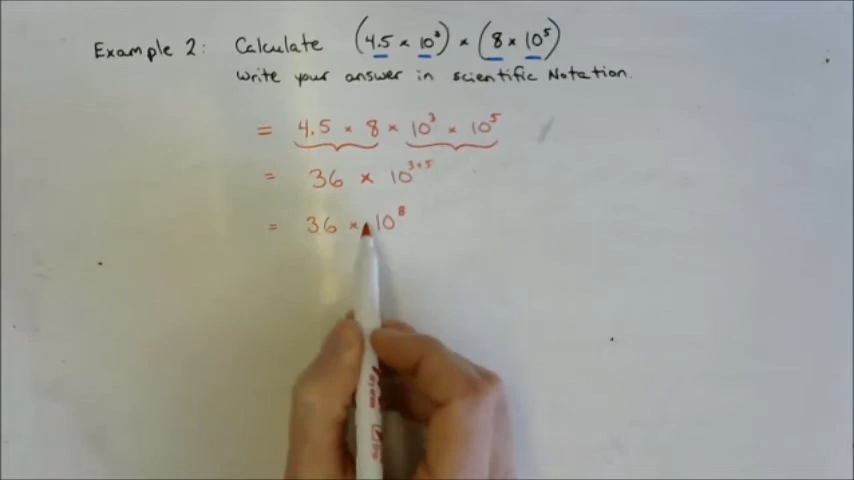 Example 2: Calculate (4.5 × 10³) × (8 × 10⁵)
Write your answer in scientific Notation.
= 4.5 × 8 × 10³ × 10⁵
= 36 × 10³⁺⁵
= 36 × 10⁸